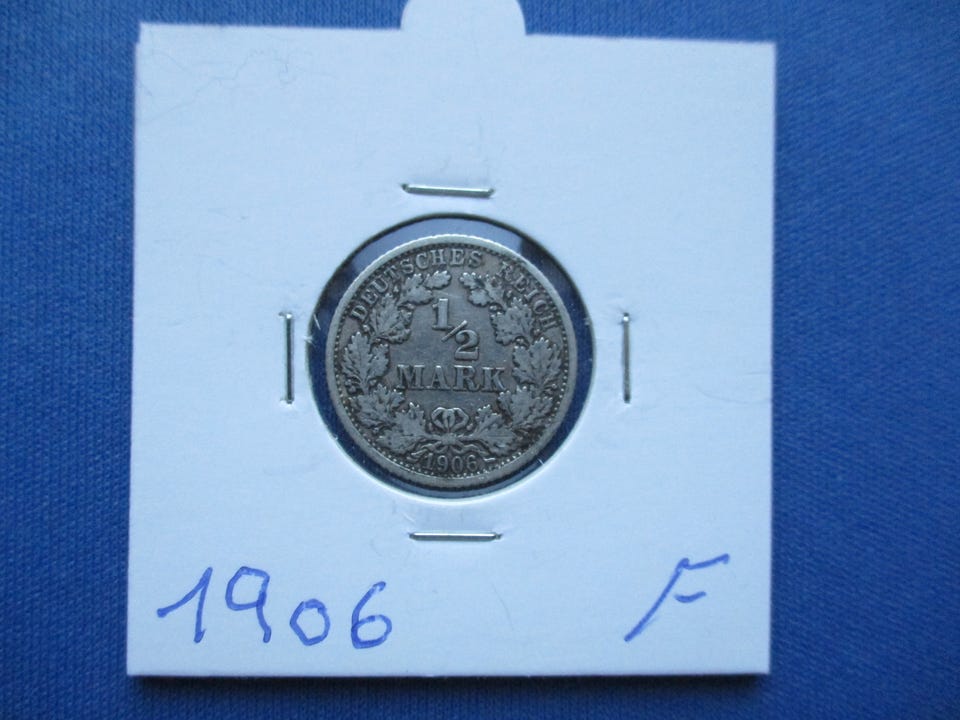 DEUTSCHES REICH
1/2
MARK
1906
1906 F